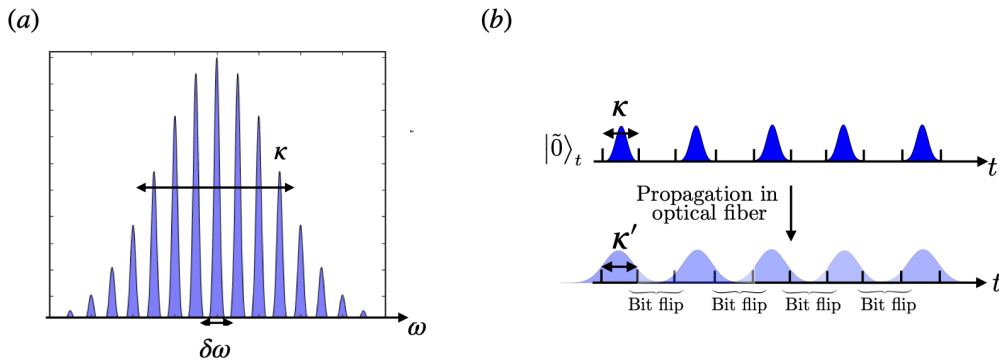 (a)
κ
δω
ω
(b)
κ
|0̃⟩ₜ
t
Propagation in
optical fiber
κ′
t
Bit flip Bit flip Bit flip Bit flip